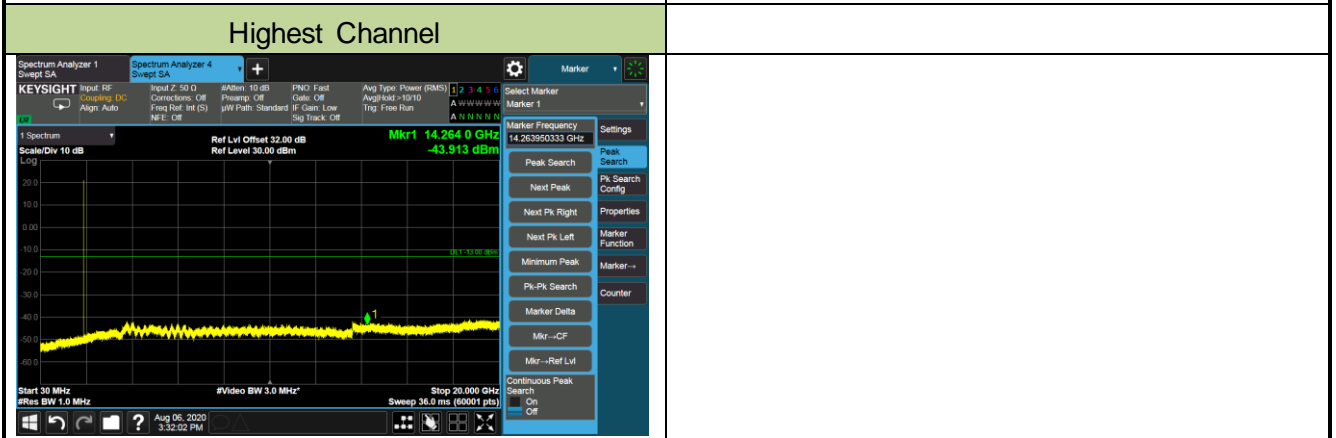 Highest Channel
Spectrum Analyzer 1
Swept SA
Spectrum Analyzer 4
Swept SA
Marker
KEYSIGHT
Input: RF
Coupling: DC
Align: Auto
Input Z: 50 Ω
Corrections: Off
Freq Ref: Int (S)
NFE: Off
#Atten: 10 dB
Preamp: Off
µW Path: Standard
PNO: Fast
Gate: Off
IF Gain: Low
Sig Track: Off
Avg Type: Power (RMS)
Avg|Hold:>10/10
Trig: Free Run
1 2 3 4 5 6
A W W W W W
A N N N N N
Select Marker
Marker 1
1 Spectrum
Scale/Div 10 dB
Log
Ref Lvl Offset 32.00 dB
Ref Level 30.00 dBm
Mkr1 14.264 0 GHz
-43.913 dBm
20.0
10.0
0.00
-10.0
-20.0
-30.0
-40.0
-50.0
-60.0
DL1 -13.00 dBm
1
Start 30 MHz
#Res BW 1.0 MHz
#Video BW 3.0 MHz*
Stop 20.000 GHz
Sweep 36.0 ms (60001 pts)
Marker Frequency
14.263950333 GHz
Peak Search
Next Peak
Next Pk Right
Next Pk Left
Minimum Peak
Pk-Pk Search
Marker Delta
Mkr→CF
Mkr→Ref Lvl
Continuous Peak
Search
On
Off
Settings
Peak
Search
Pk Search
Config
Properties
Marker
Function
Marker→
Counter
Aug 06, 2020
3:32:02 PM